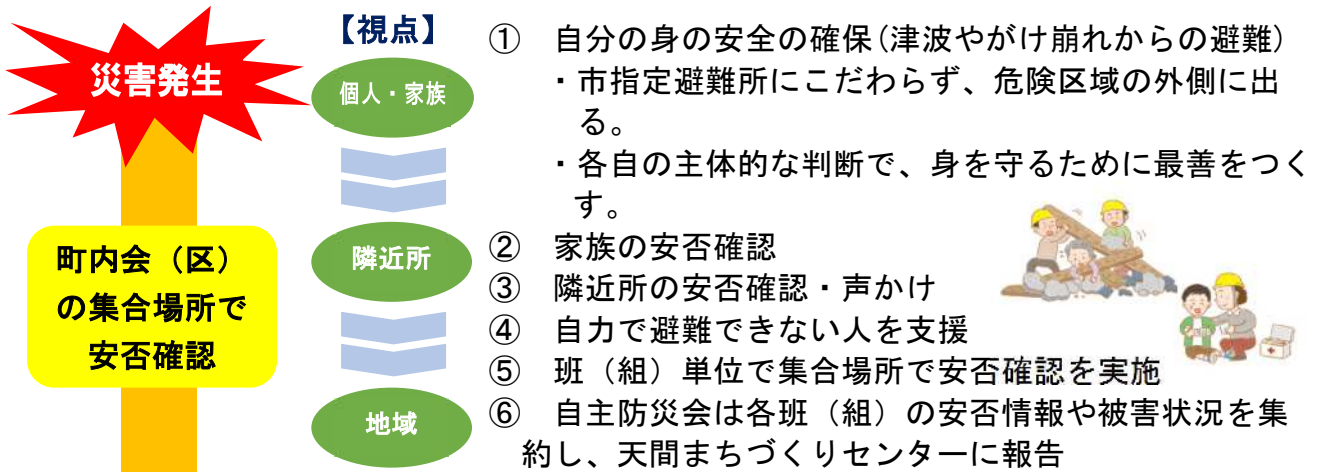 災害発生
町内会（区）
の集合場所で
安否確認
【視点】
個人・家族
隣近所
地域
①　自分の身の安全の確保(津波やがけ崩れからの避難)
・市指定避難所にこだわらず、危険区域の外側に出
る。
・各自の主体的な判断で、身を守るために最善をつく
す。
②　家族の安否確認
③　隣近所の安否確認・声かけ
④　自力で避難できない人を支援
⑤　班（組）単位で集合場所で安否確認を実施
⑥　自主防災会は各班（組）の安否情報や被害状況を集
約し、天間まちづくりセンターに報告